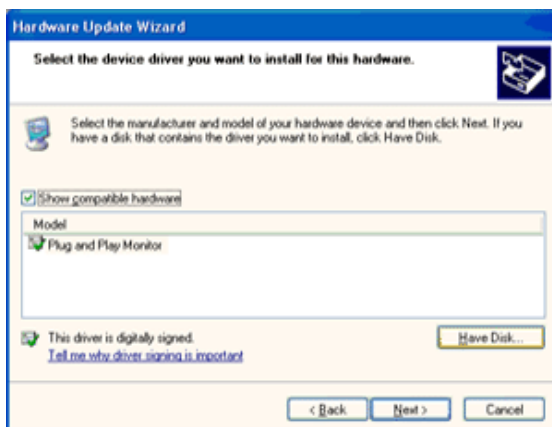 Hardware Update Wizard
Select the device driver you want to install for this hardware.
Select the manufacturer and model of your hardware device and then click Next. If you
have a disk that contains the driver you want to install, click Have Disk.
Show compatible hardware
Model
Plug and Play Monitor
This driver is digitally signed.
Tell me why driver signing is important
Have Disk...
< Back
Next >
Cancel